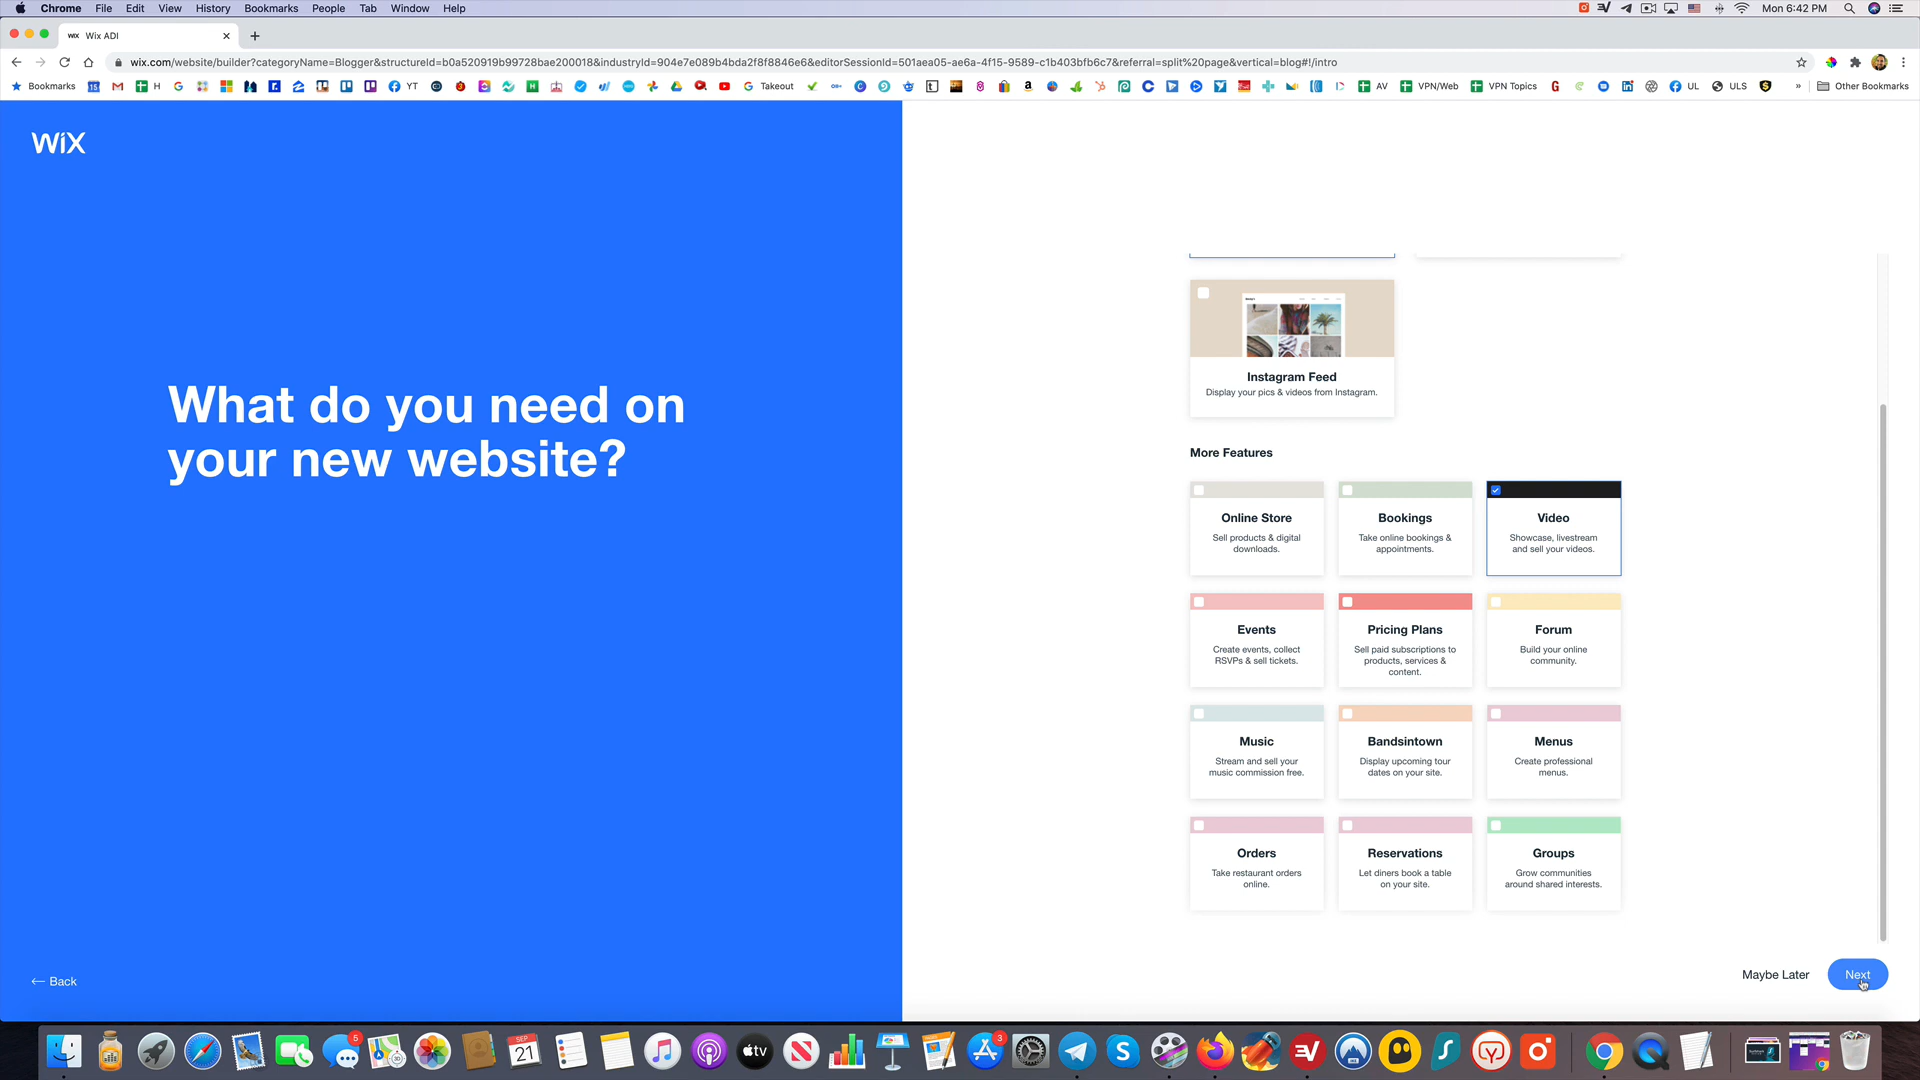 Chrome File Edit View History Bookmarks People Tab Window Help
Mon 6:42 PM
WiX Wix ADI
wix.com/website/builder?categoryName=Blogger&structureId=b0a520919b99728bae200018&industryId=904e7e089b4bda2f8f8846e6&editorSessionId=501aea05-ae6a-4f15-9589-c1b403bfb6c7&referral=split%20page&vertical=blog#!/intro
Bookmarks H YT Takeout AV VPN/Web VPN Topics UL ULS » Other Bookmarks
WiX
What do you need on
your new website?
Instagram Feed
Display your pics & videos from Instagram.
More Features
Online Store
Sell products & digital
downloads.
Bookings
Take online bookings &
appointments.
Video
Showcase, livestream
and sell your videos.
Events
Create events, collect
RSVPs & sell tickets.
Pricing Plans
Sell paid subscriptions to
products, services &
content.
Forum
Build your online
community.
Music
Stream and sell your
music commission free.
Bandsintown
Display upcoming tour
dates on your site.
Menus
Create professional
menus.
Orders
Take restaurant orders
online.
Reservations
Let diners book a table
on your site.
Groups
Grow communities
around shared interests.
← Back
Maybe Later
Next
5
SEP
21
tv
3